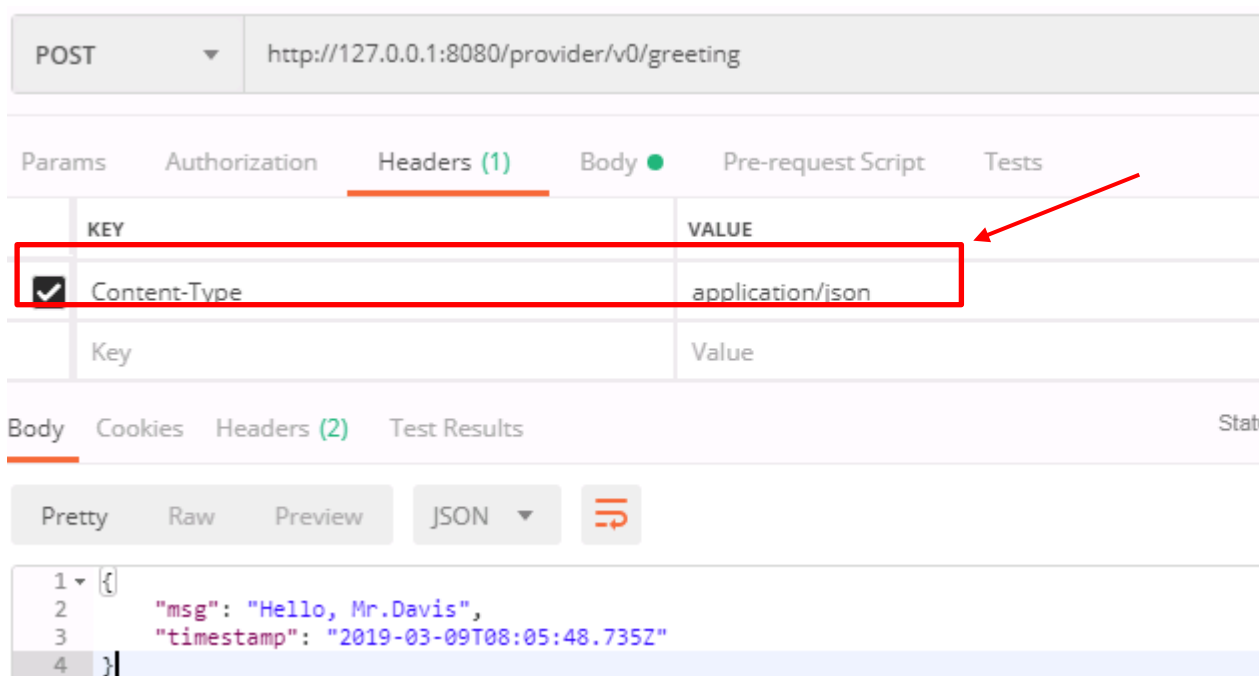 POST http://127.0.0.1:8080/provider/v0/greeting
Params Authorization Headers (1) Body Pre-request Script Tests
KEY VALUE
Content-Type application/json
Key Value
Body Cookies Headers (2) Test Results Stat
Pretty Raw Preview JSON
1 {
2 "msg": "Hello, Mr.Davis",
3 "timestamp": "2019-03-09T08:05:48.735Z"
4 }